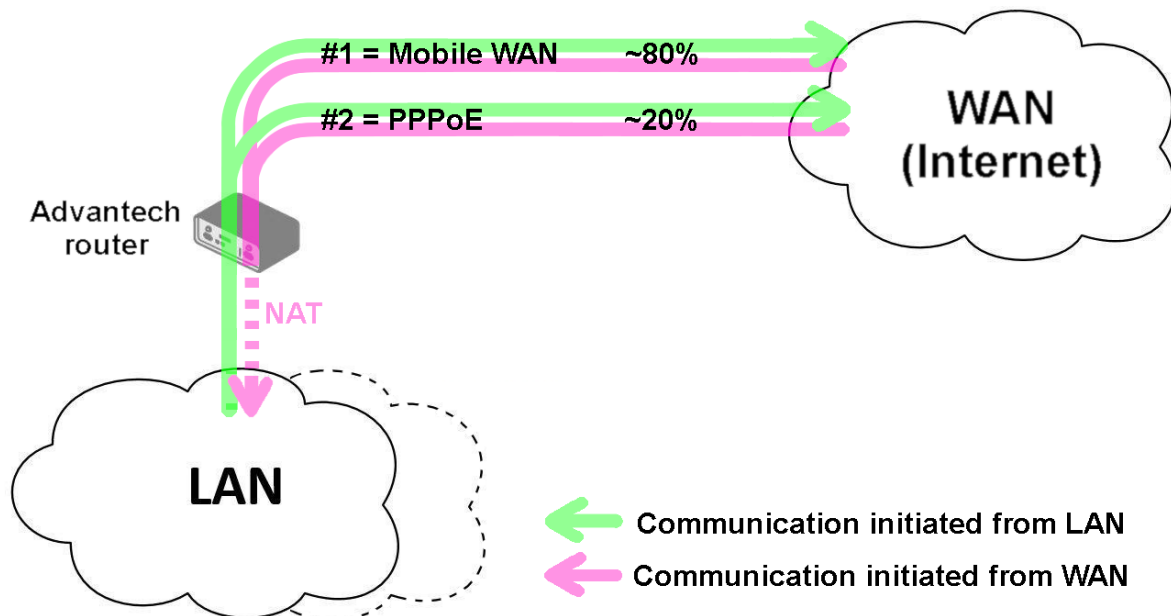 #1 = Mobile WAN ~80%
#2 = PPPoE ~20%
WAN
(Internet)
Advantech
router
NAT
LAN
Communication initiated from LAN
Communication initiated from WAN